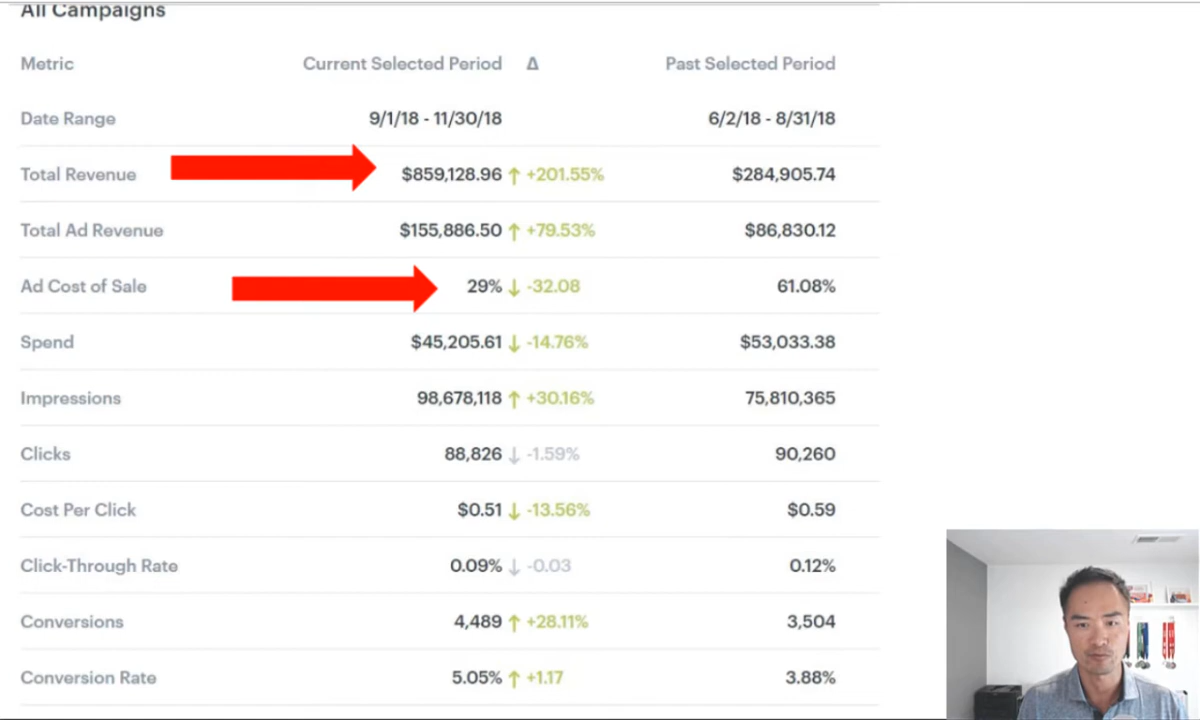 All Campaigns
Metric Current Selected Period Δ Past Selected Period
Date Range 9/1/18 - 11/30/18 6/2/18 - 8/31/18
Total Revenue $859,128.96 ↑ +201.55% $284,905.74
Total Ad Revenue $155,886.50 ↑ +79.53% $86,830.12
Ad Cost of Sale 29% ↓ -32.08 61.08%
Spend $45,205.61 ↓ -14.76% $53,033.38
Impressions 98,678,118 ↑ +30.16% 75,810,365
Clicks 88,826 ↓ -1.59% 90,260
Cost Per Click $0.51 ↓ -13.56% $0.59
Click-Through Rate 0.09% ↓ -0.03 0.12%
Conversions 4,489 ↑ +28.11% 3,504
Conversion Rate 5.05% ↑ +1.17 3.88%